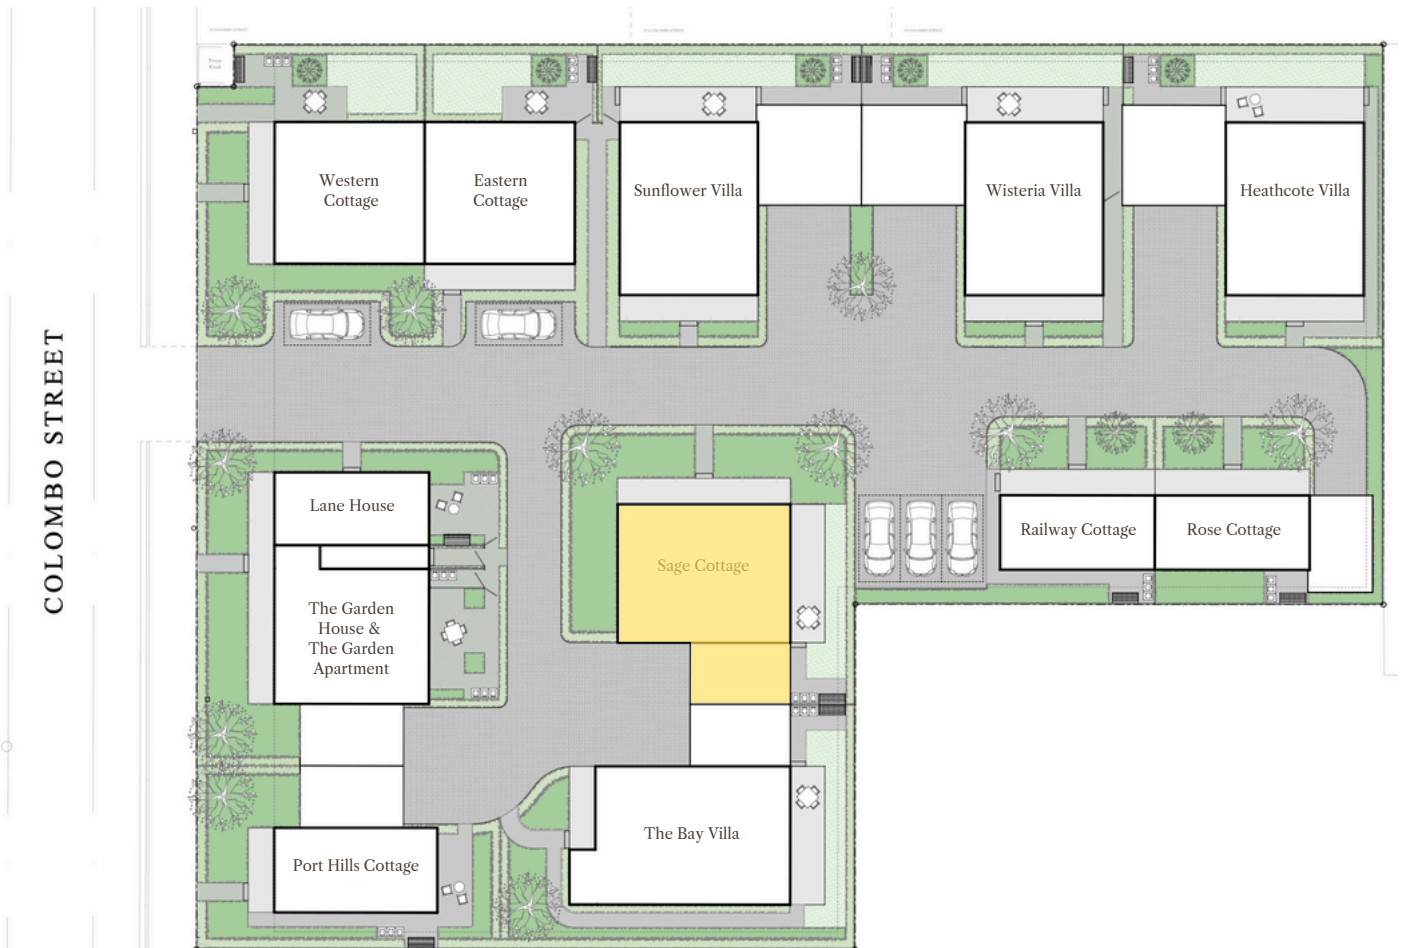 Western
Cottage
Eastern
Cottage
Sunflower Villa
Wisteria Villa
Heathcote Villa
COLOMBO STREET
Lane House
The Garden
House &
The Garden
Apartment
Sage Cottage
Railway Cottage
Rose Cottage
The Bay Villa
Port Hills Cottage